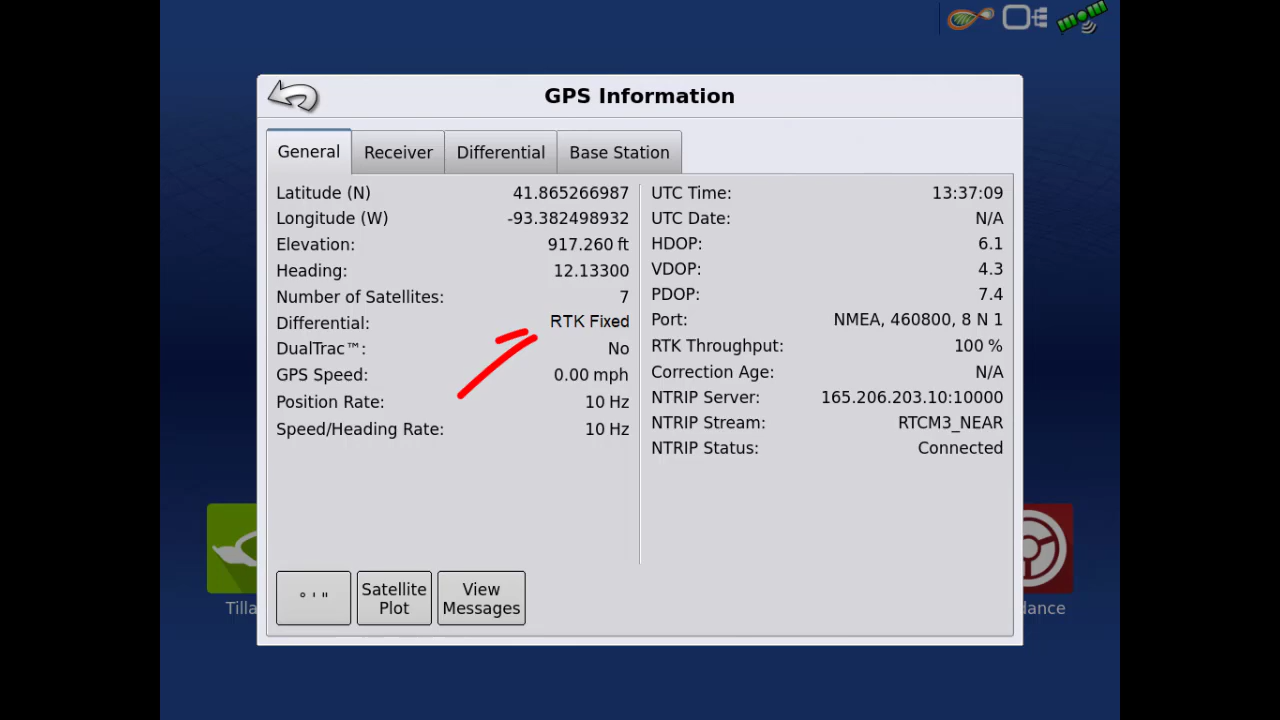 GPS Information
General Receiver Differential Base Station
Latitude (N) 41.865266987
Longitude (W) -93.382498932
Elevation: 917.260 ft
Heading: 12.13300
Number of Satellites: 7
Differential: RTK Fixed
DualTrac™: No
GPS Speed: 0.00 mph
Position Rate: 10 Hz
Speed/Heading Rate: 10 Hz
UTC Time: 13:37:09
UTC Date: N/A
HDOP: 6.1
VDOP: 4.3
PDOP: 7.4
Port: NMEA, 460800, 8 N 1
RTK Throughput: 100 %
Correction Age: N/A
NTRIP Server: 165.206.203.10:10000
NTRIP Stream: RTCM3_NEAR
NTRIP Status: Connected
° ' "
Satellite
Plot
View
Messages
Tilla
dance